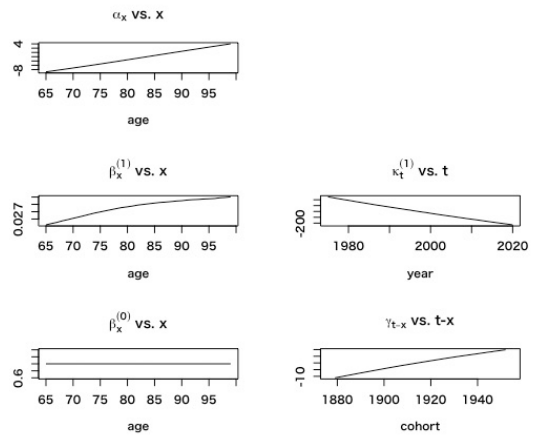 αx vs. x
4
-8
65 70 75 80 85 90 95
age
βx(1) vs. x
κt(1) vs. t
0.027
-200
65 70 75 80 85 90 95
1980 2000 2020
age
year
βx(0) vs. x
γt-x vs. t-x
0.6
-10
65 70 75 80 85 90 95
1880 1900 1920 1940
age
cohort